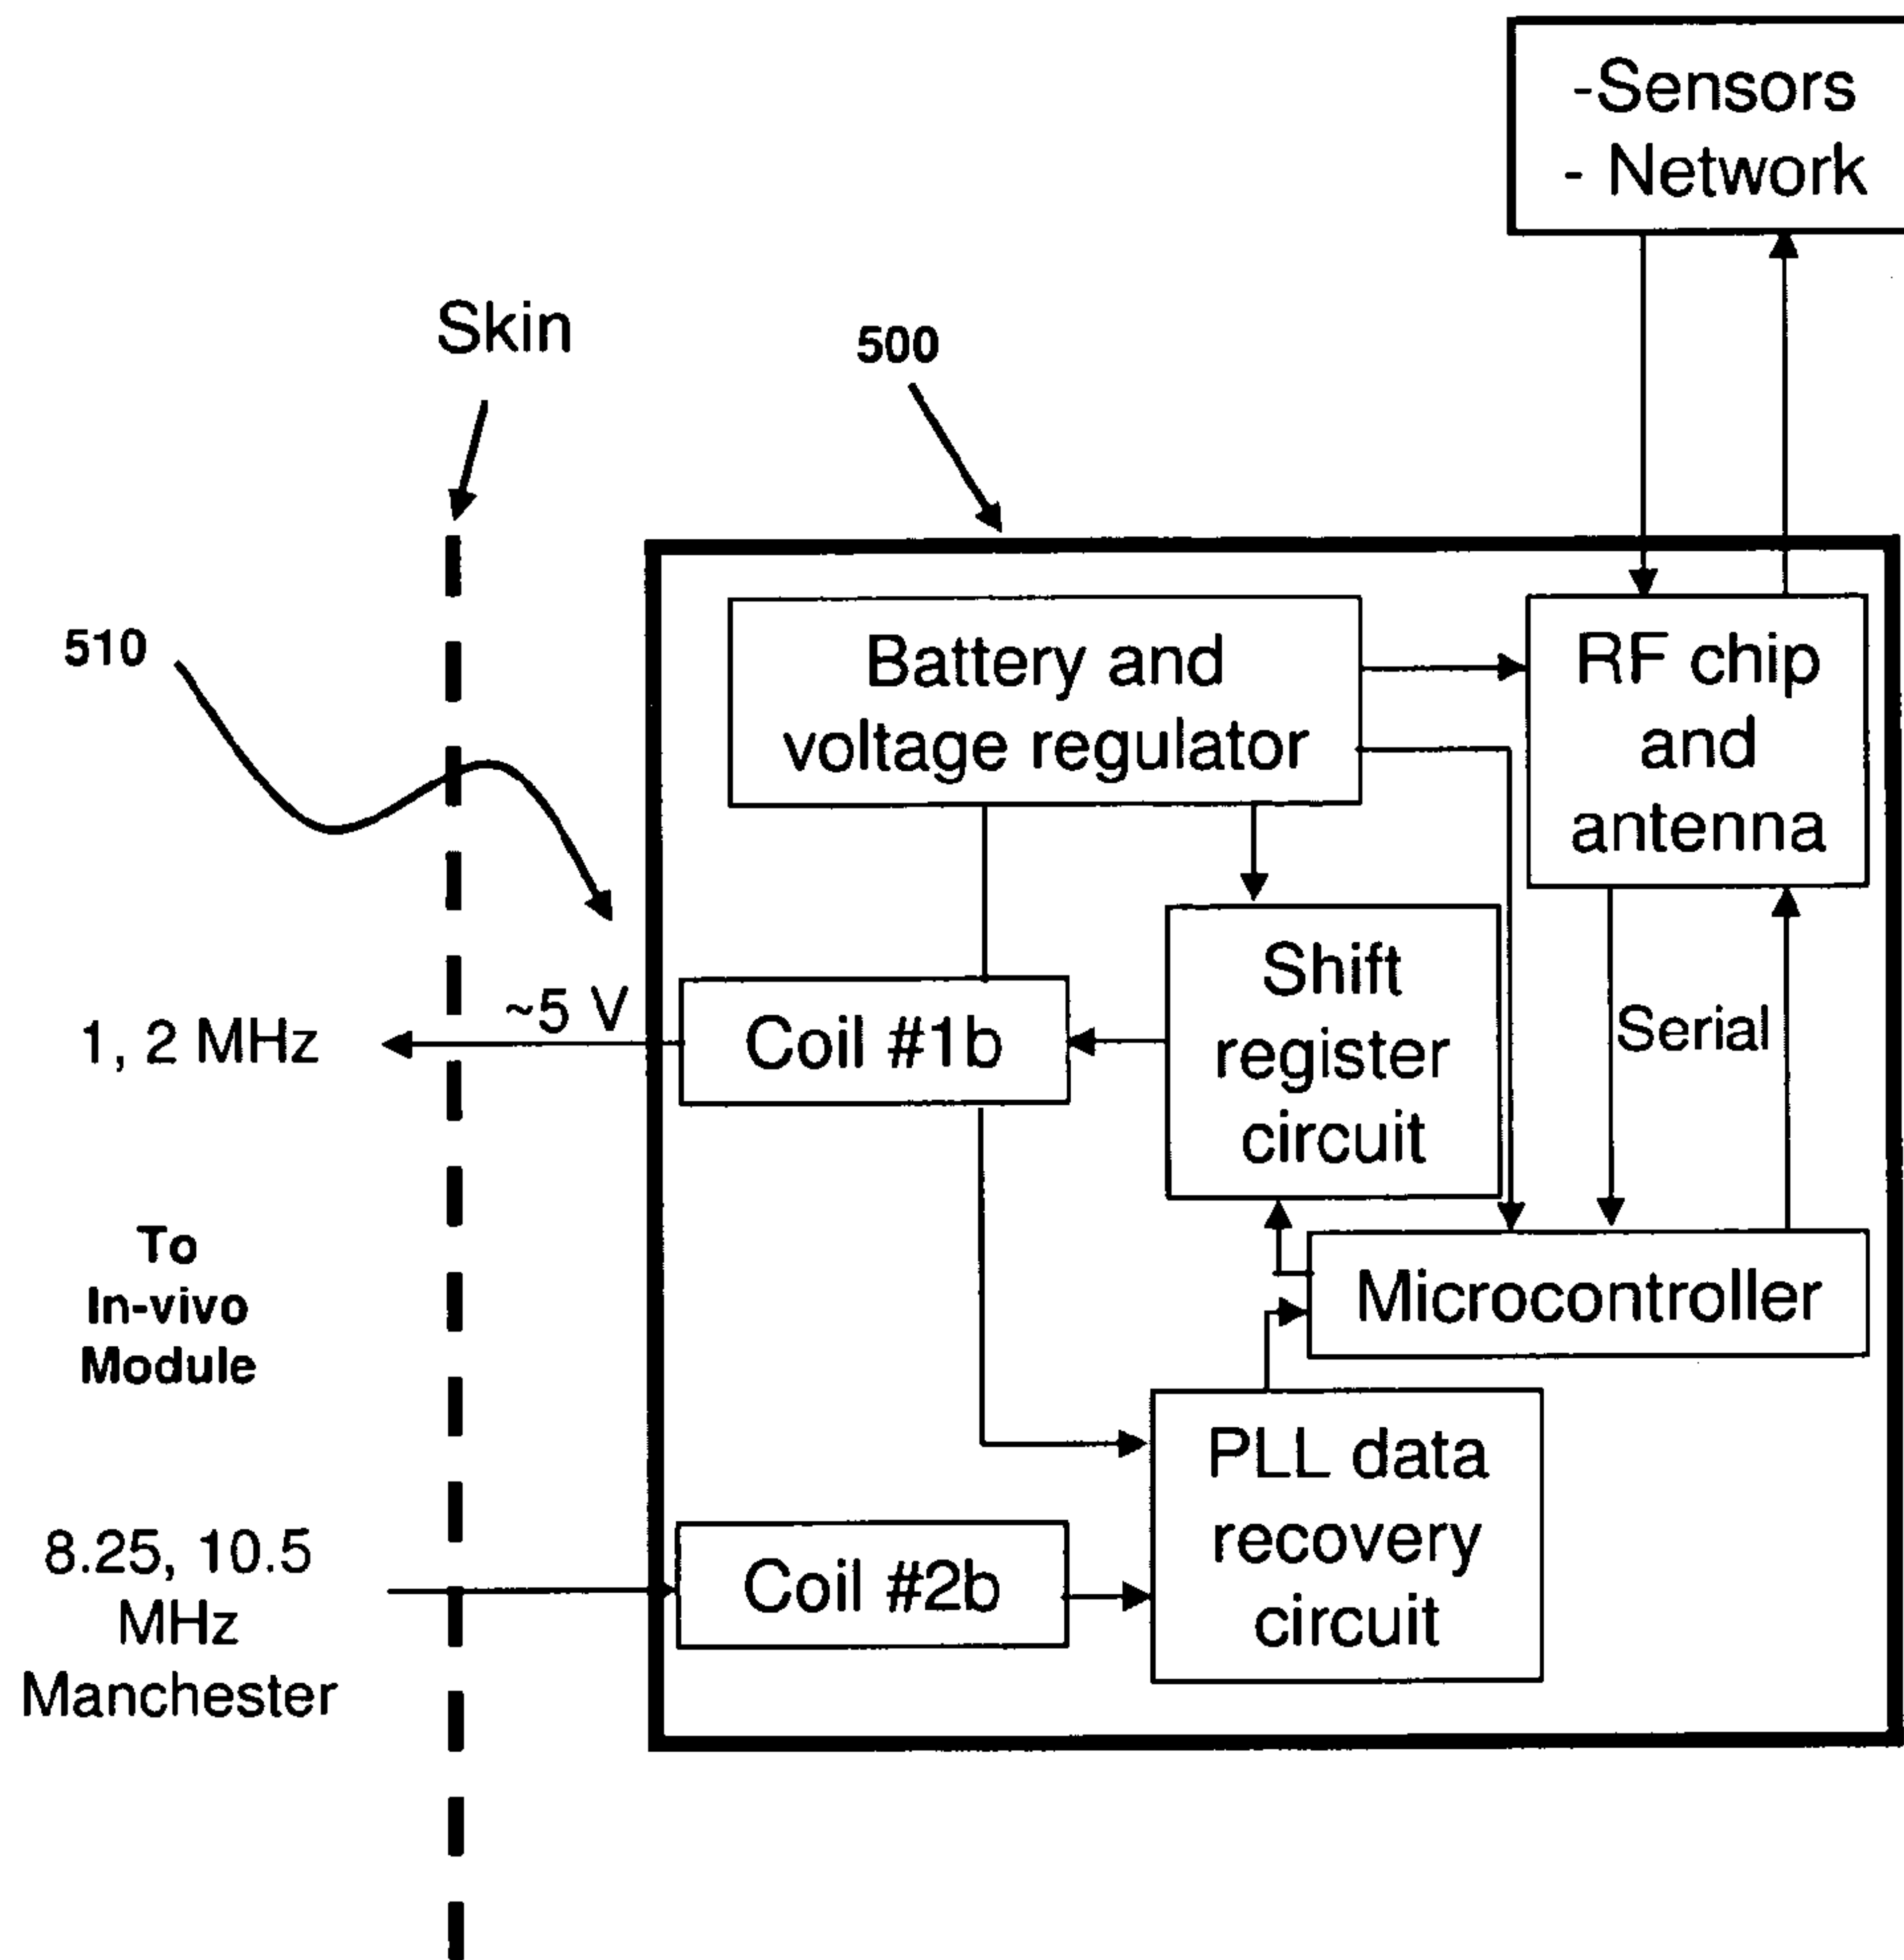 -Sensors
- Network
Skin
500
510
Battery and
voltage regulator
RF chip
and
antenna
Shift
register
circuit
Serial
~5 V
1, 2 MHz
Coil #1b
To
In-vivo
Module
Microcontroller
PLL data
recovery
circuit
8.25, 10.5
MHz
Manchester
Coil #2b